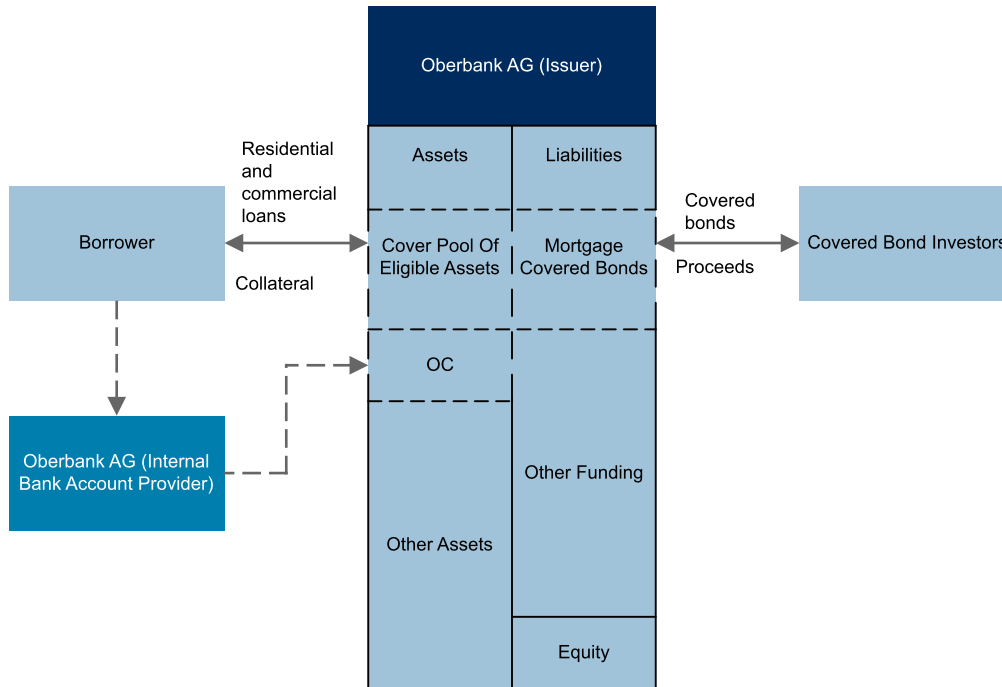 Oberbank AG (Issuer)
Assets
Liabilities
Residential
and
commercial
loans
Borrower
Collateral
Cover Pool Of
Eligible Assets
Mortgage
Covered Bonds
Covered
bonds
Proceeds
Covered Bond Investors
OC
Oberbank AG (Internal
Bank Account Provider)
Other Funding
Other Assets
Equity